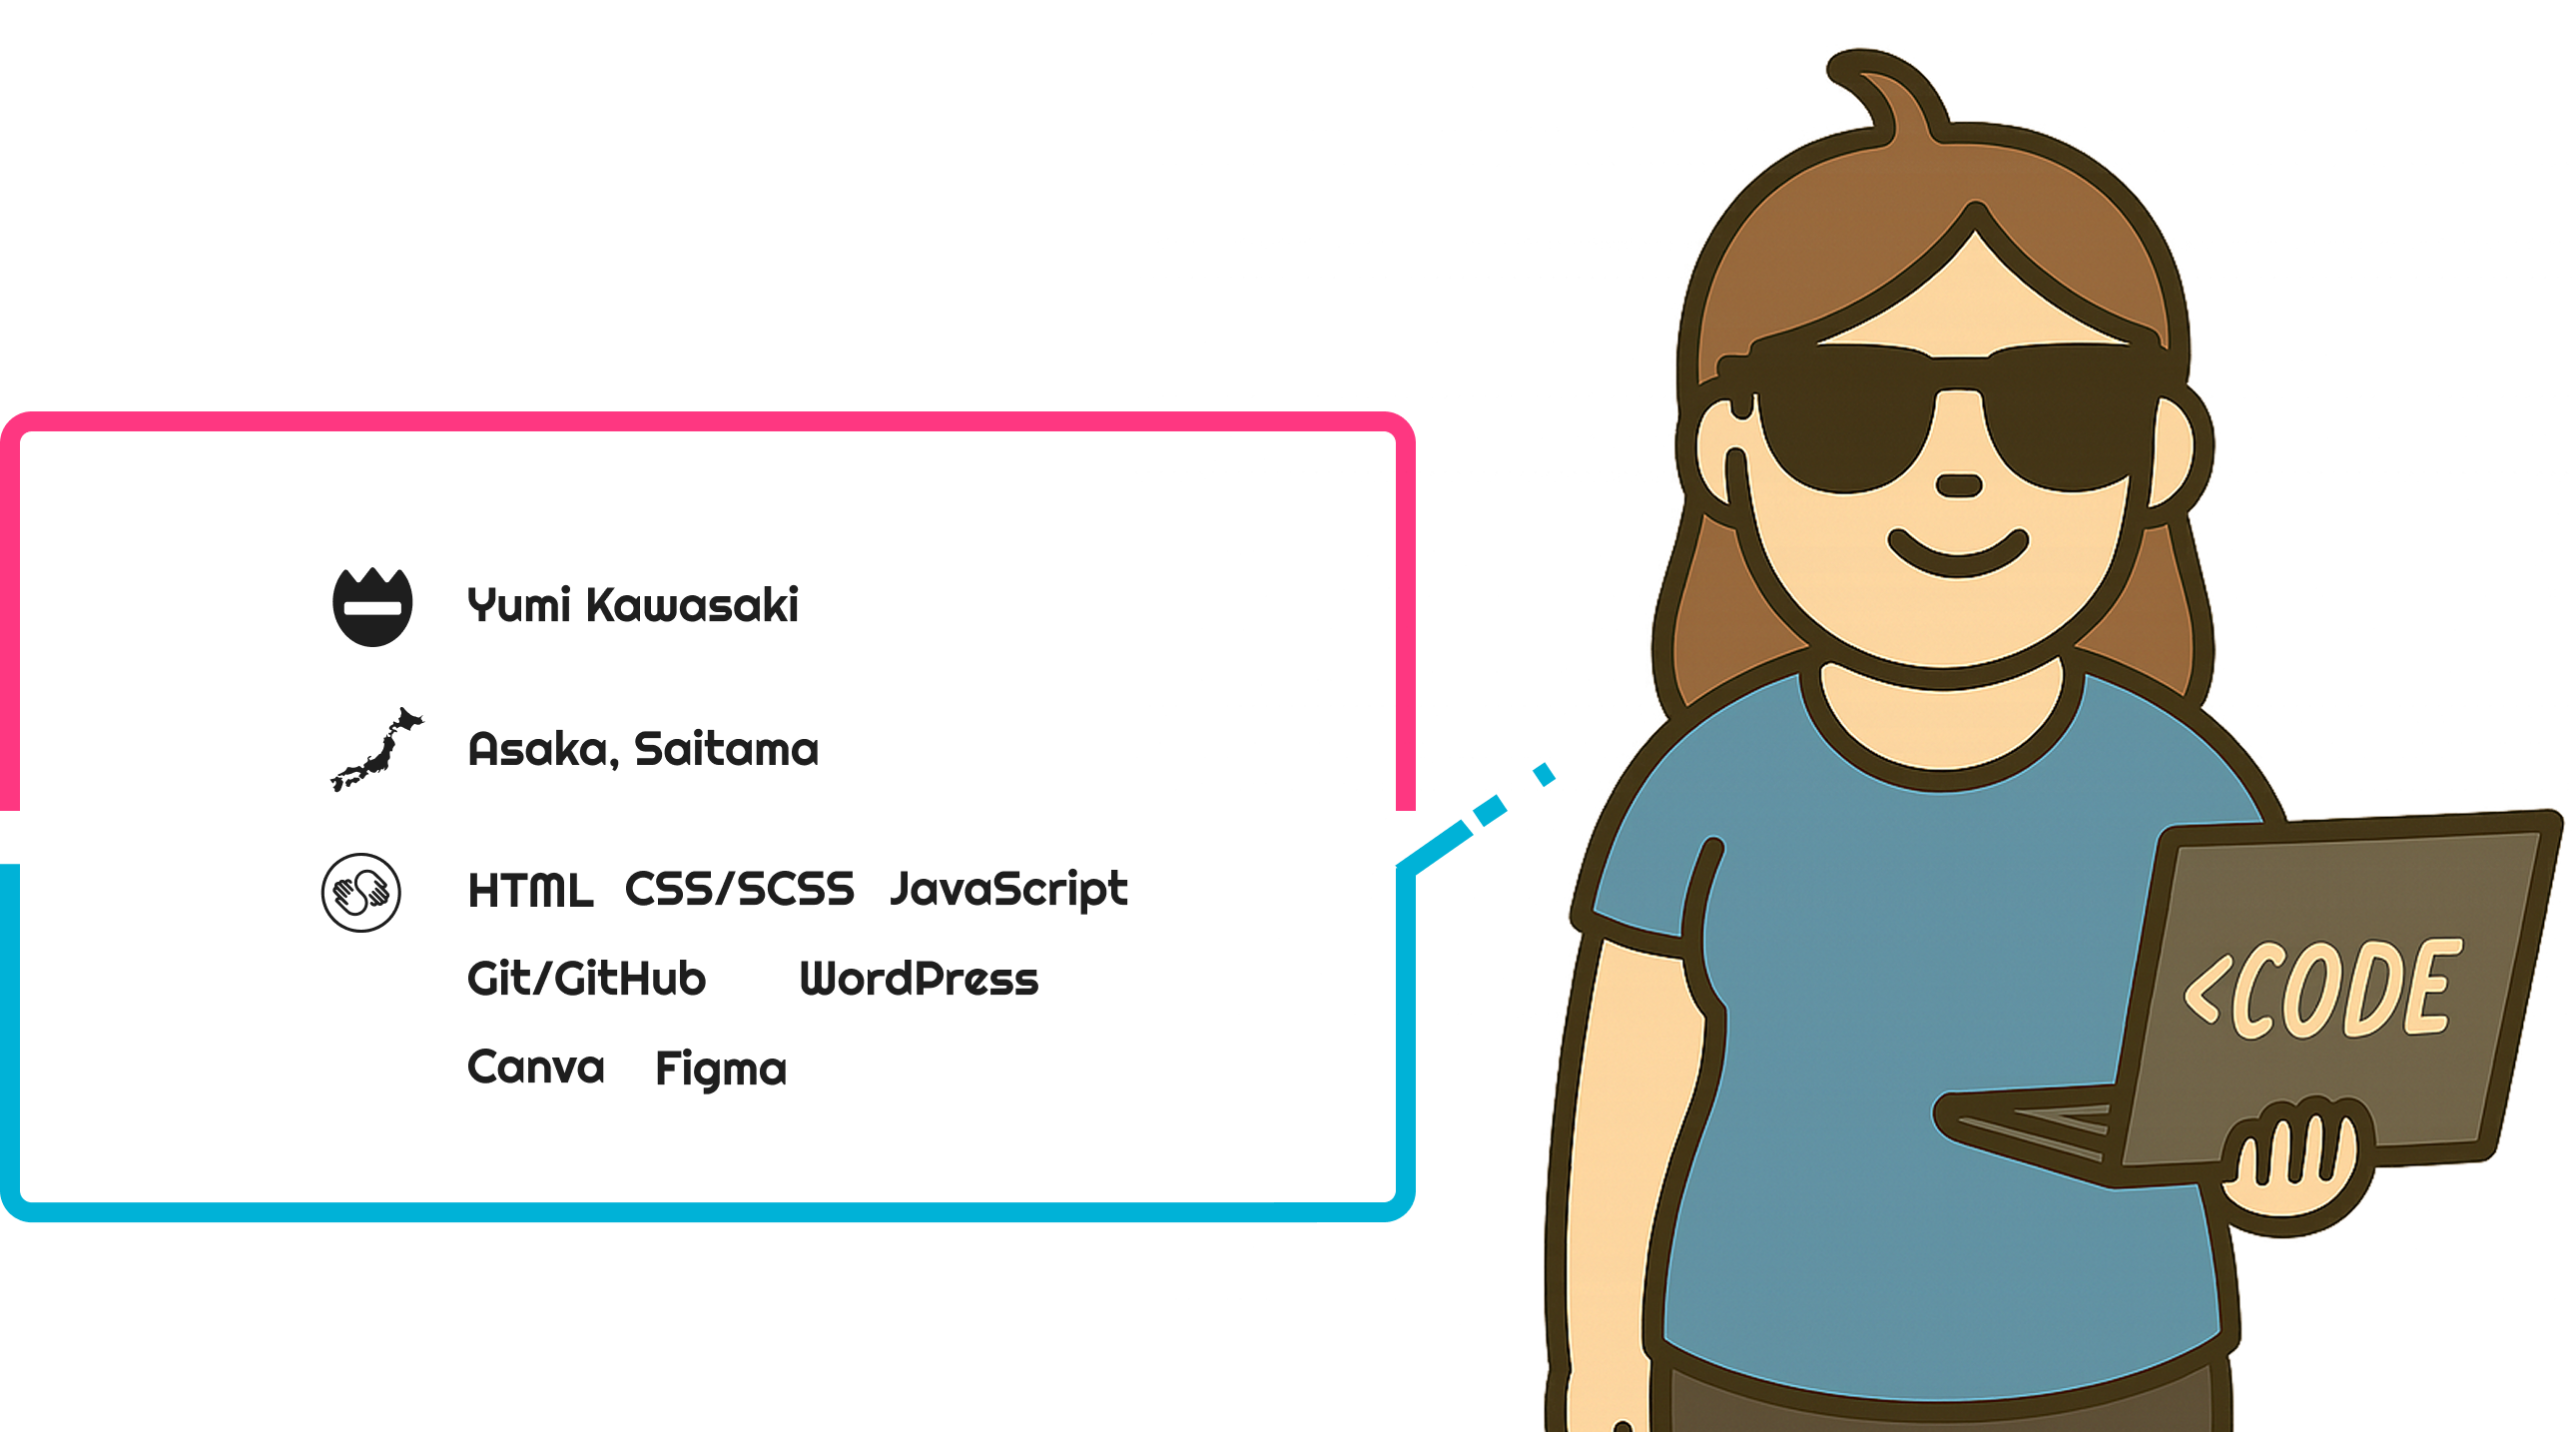 Yumi Kawasaki
Asaka, Saitama
HTML CSS/SCSS JavaScript
Git/GitHub WordPress
Canva Figma
<CODE